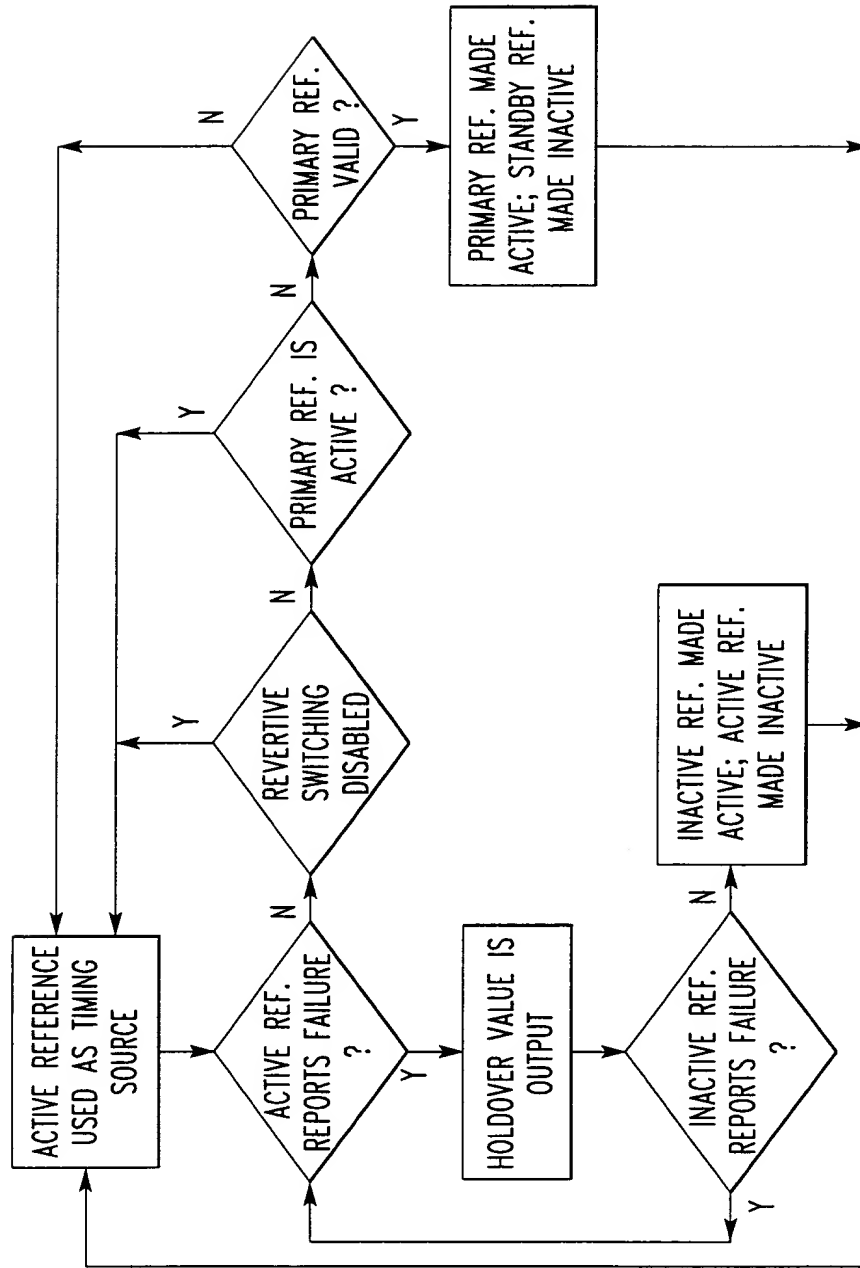 ACTIVE REFERENCE
USED AS TIMING
SOURCE
ACTIVE REF.
REPORTS FAILURE
?
N
Y
REVERTIVE
SWITCHING
DISABLED
Y
N
PRIMARY REF. IS
ACTIVE ?
Y
N
PRIMARY REF.
VALID ?
N
Y
PRIMARY REF. MADE
ACTIVE; STANDBY REF.
MADE INACTIVE
HOLDOVER VALUE IS
OUTPUT
INACTIVE REF.
REPORTS FAILURE
?
Y
N
INACTIVE REF. MADE
ACTIVE; ACTIVE REF.
MADE INACTIVE